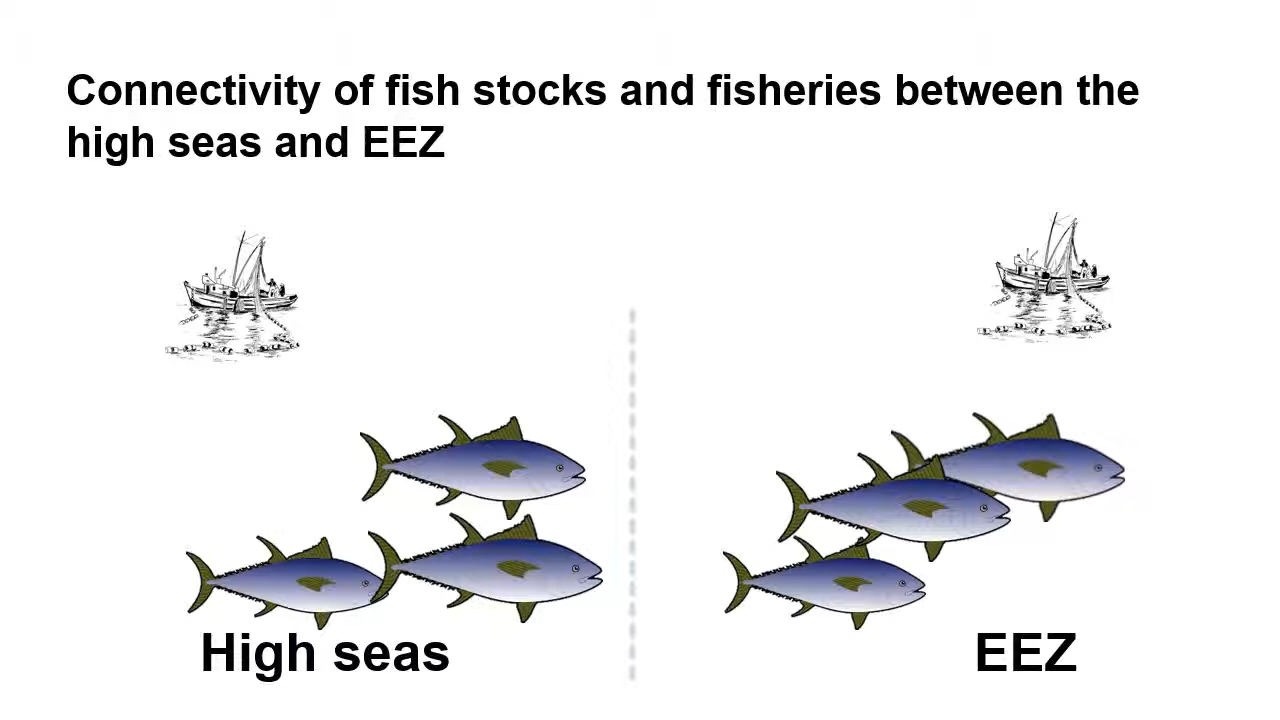 Connectivity of fish stocks and fisheries between the
high seas and EEZ
High seas
EEZ